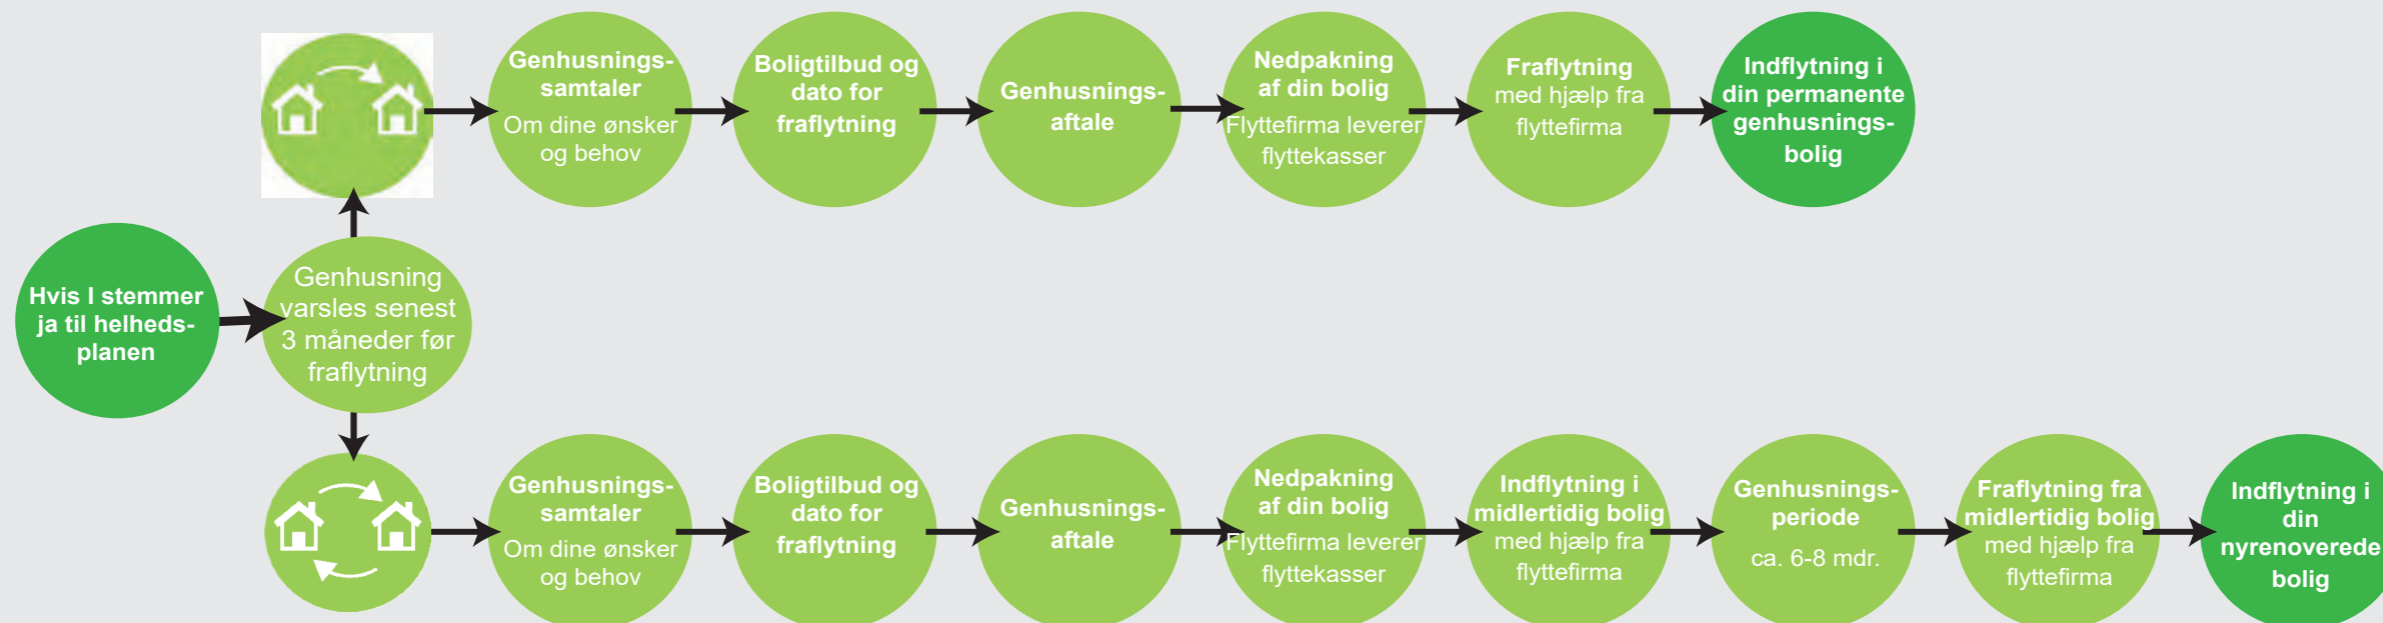 Genhusnings-
samtaler
Om dine ønsker
og behov
Boligtilbud og
dato for
fraflytning
Genhusnings-
aftale
Nedpakning
af din bolig
Flyttefirma leverer
flyttekasser
Fraflytning
med hjælp fra
flyttefirma
Indflytning i
din permanente
genhusnings-
bolig
Hvis I stemmer
ja til helheds-
planen
Genhusning
varsles senest
3 måneder før
fraflytning
Genhusnings-
samtaler
Om dine ønsker
og behov
Boligtilbud og
dato for
fraflytning
Genhusnings-
aftale
Nedpakning
af din bolig
Flyttefirma leverer
flyttekasser
Indflytning i
midlertidig bolig
med hjælp fra
flyttefirma
Genhusnings-
periode
ca. 6-8 mdr.
Fraflytning fra
midlertidig bolig
med hjælp fra
flyttefirma
Indflytning i
din
nyrenoverede
bolig